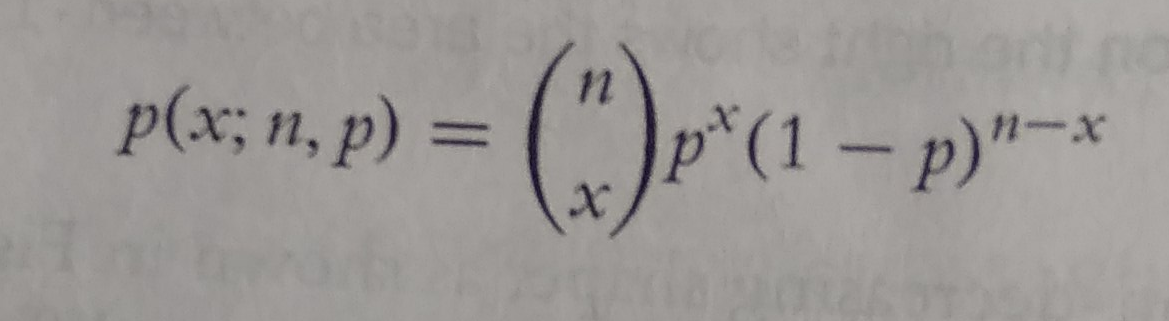 p(x; n, p) = \binom{n}{x} p^x (1 − p)^{n−x}